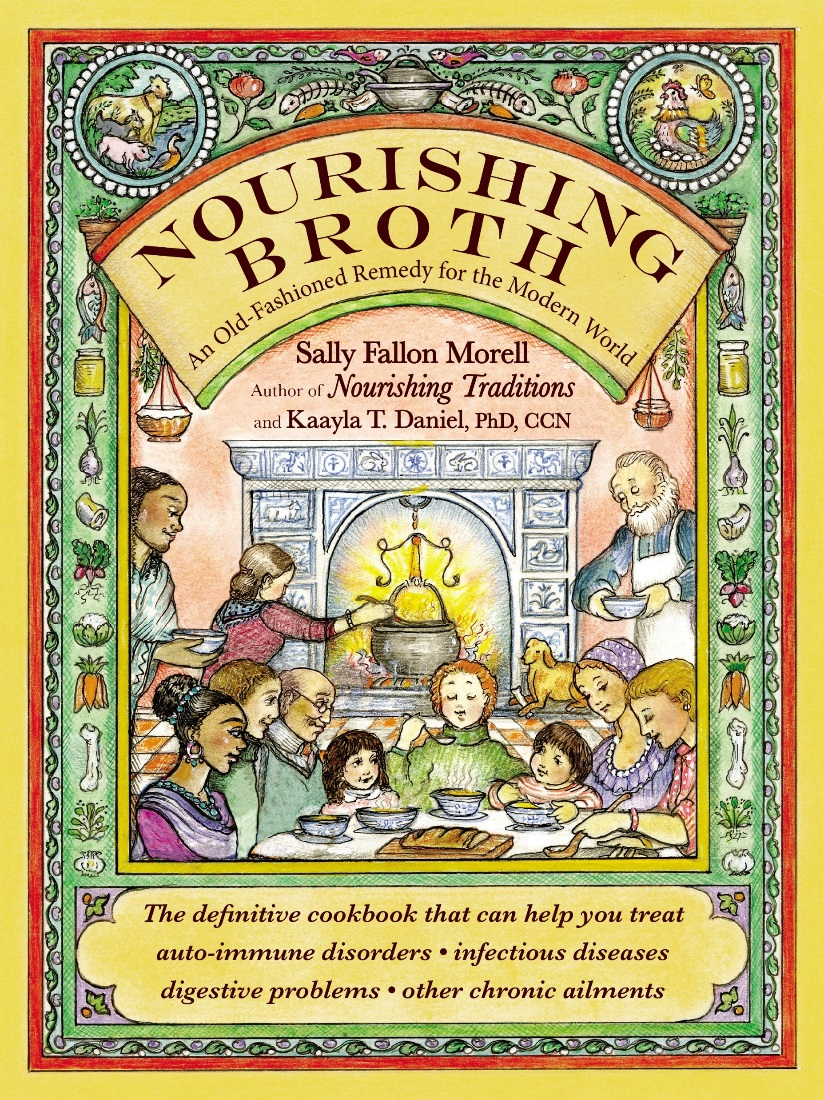 NOURISHING
BROTH
An Old-Fashioned Remedy for the Modern World
Sally Fallon Morell
Author of Nourishing Traditions
and Kaayla T. Daniel, PhD, CCN
The definitive cookbook that can help you treat
auto-immune disorders • infectious diseases
digestive problems • other chronic ailments